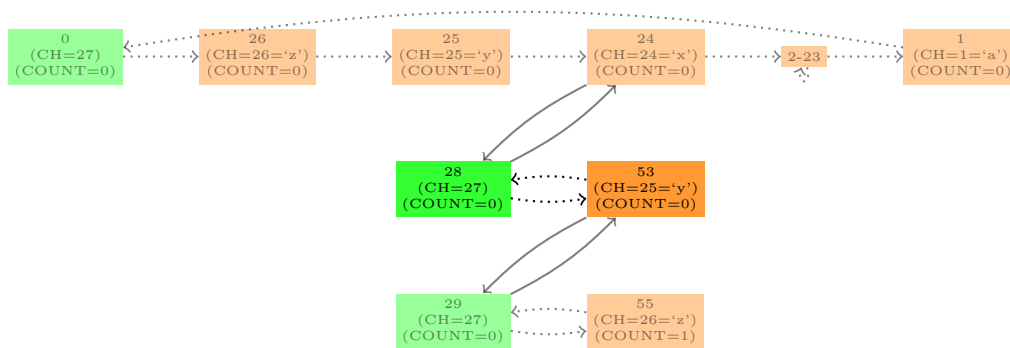 0
(CH=27)
(COUNT=0)
26
(CH=26=‘z’)
(COUNT=0)
25
(CH=25=‘y’)
(COUNT=0)
24
(CH=24=‘x’)
(COUNT=0)
2-23
1
(CH=1=‘a’)
(COUNT=0)
28
(CH=27)
(COUNT=0)
53
(CH=25=‘y’)
(COUNT=0)
29
(CH=27)
(COUNT=0)
55
(CH=26=‘z’)
(COUNT=1)